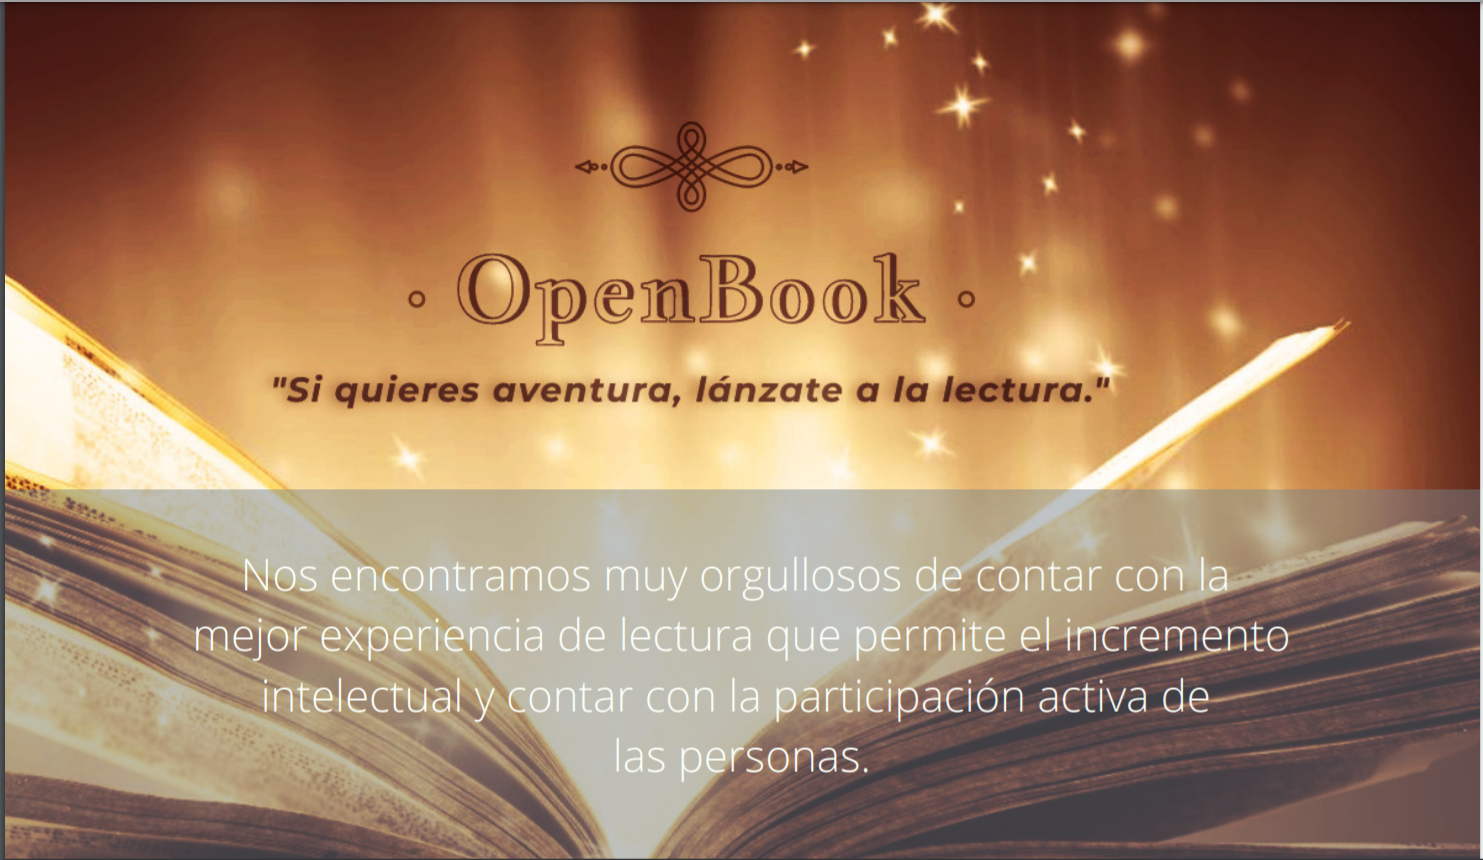 OpenBook
"Si quieres aventura, lánzate a la lectura."
Nos encontramos muy orgullosos de contar con la
mejor experiencia de lectura que permite el incremento
intelectual y contar con la participación activa de
las personas.